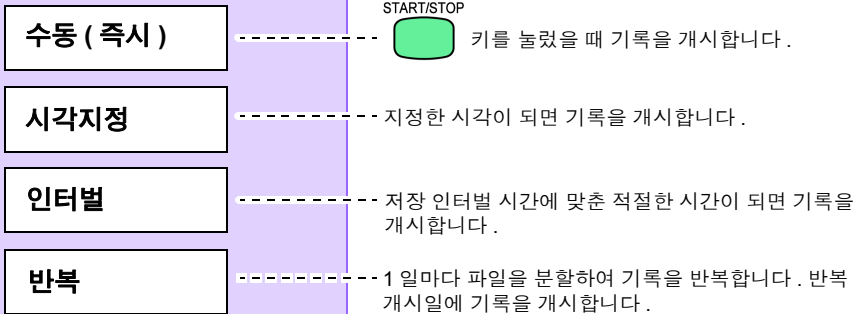 START/STOP
수동 ( 즉시 )
키를 눌렀을 때 기록을 개시합니다 .
시각지정
지정한 시각이 되면 기록을 개시합니다 .
인터벌
저장 인터벌 시간에 맞춘 적절한 시간이 되면 기록을
개시합니다 .
반복
1 일마다 파일을 분할하여 기록을 반복합니다 . 반복
개시일에 기록을 개시합니다 .